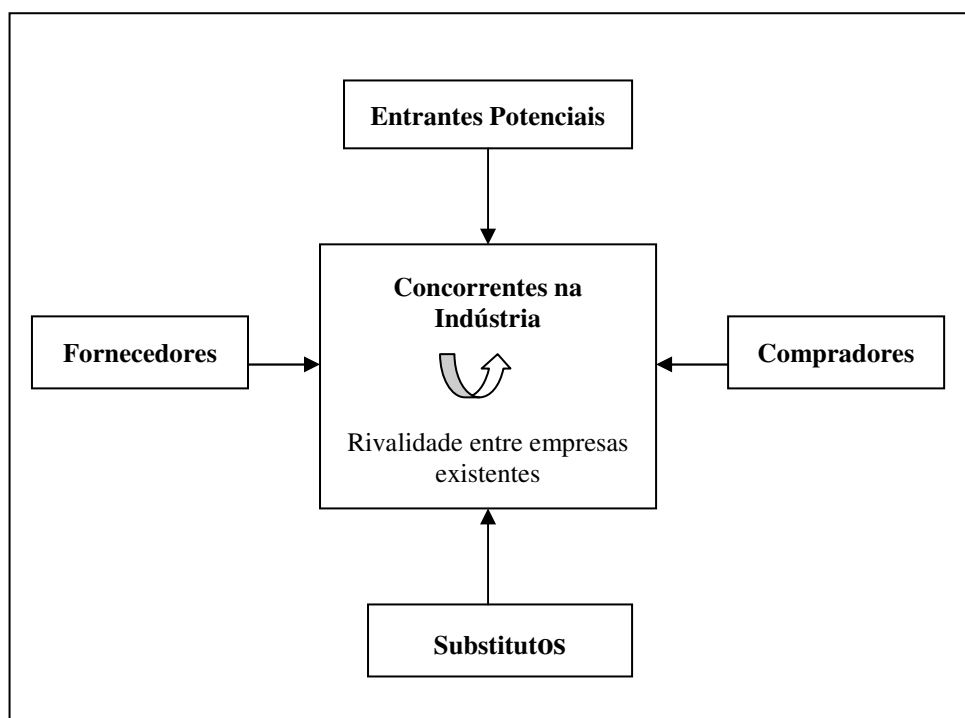 Entrantes Potenciais
Concorrentes na
Indústria
Fornecedores
Compradores
Rivalidade entre empresas
existentes
Substitutos